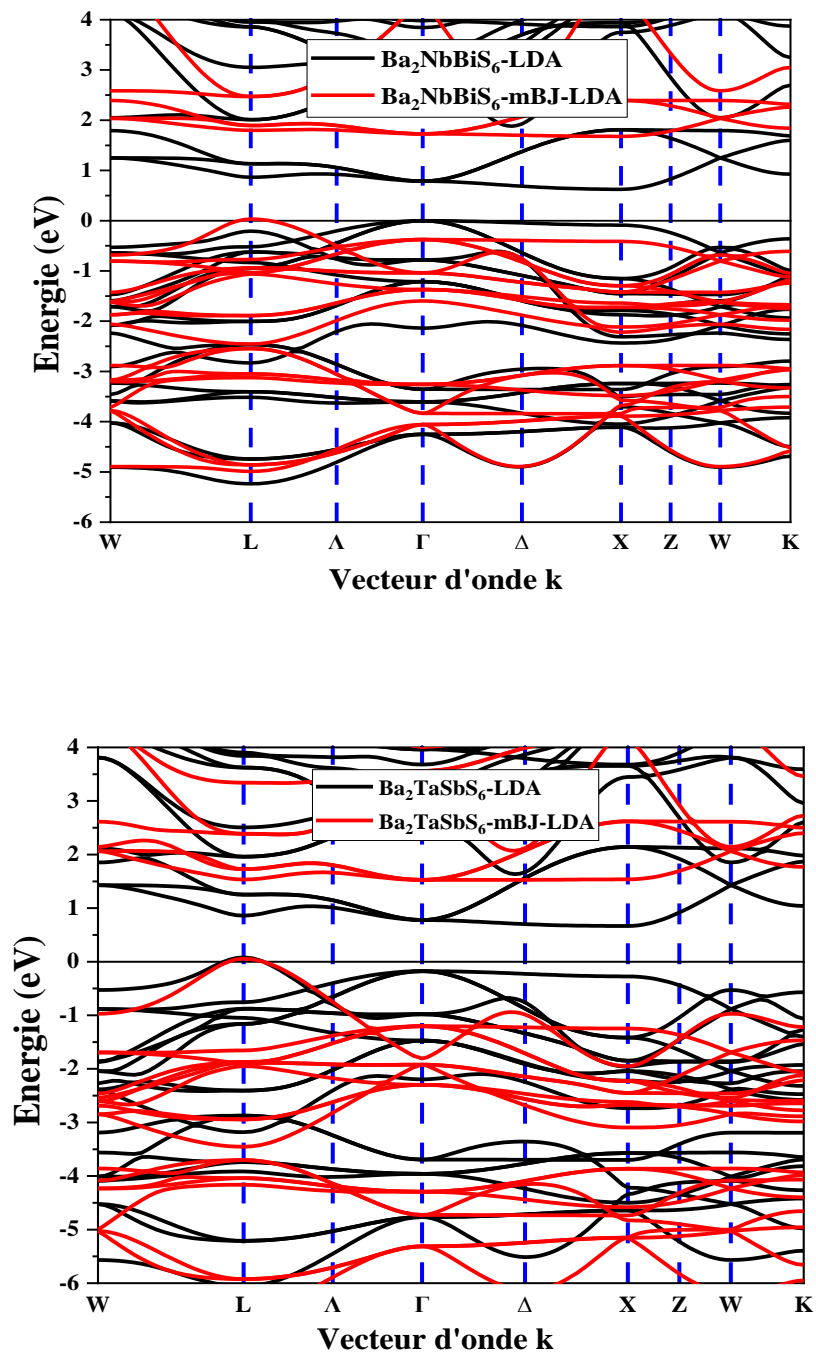 4
3
2
1
0
-1
-2
-3
-4
-5
-6
Energie (eV)
Ba₂NbBiS₆-LDA
Ba₂NbBiS₆-mBJ-LDA
W L Λ Γ Δ X Z W K
Vecteur d'onde k
4
3
2
1
0
-1
-2
-3
-4
-5
-6
Energie (eV)
Ba₂TaSbS₆-LDA
Ba₂TaSbS₆-mBJ-LDA
W L Λ Γ Δ X Z W K
Vecteur d'onde k